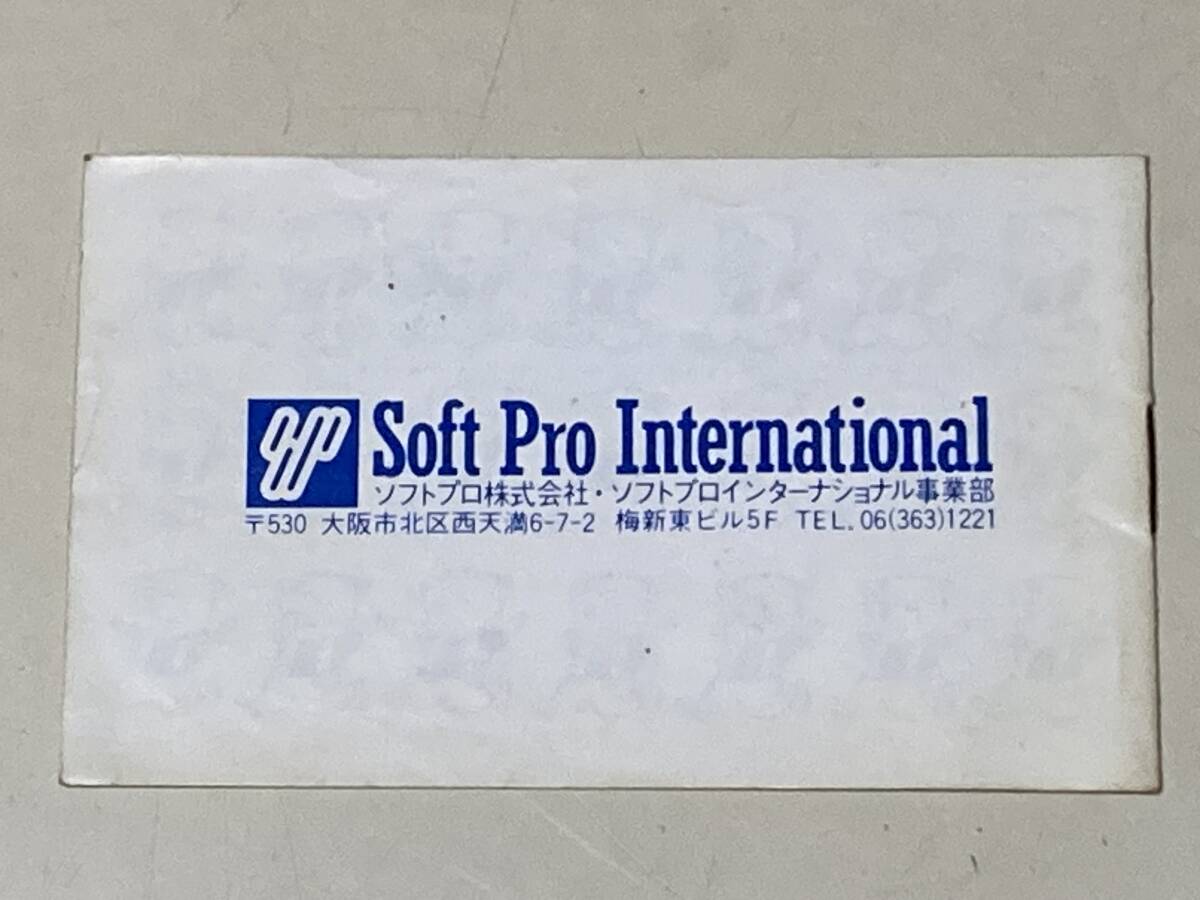 Soft Pro International
ソフトプロ株式会社・ソフトプロインターナショナル事業部
〒530 大阪市北区西天満6-7-2 梅新東ビル5F TEL. 06(363)1221